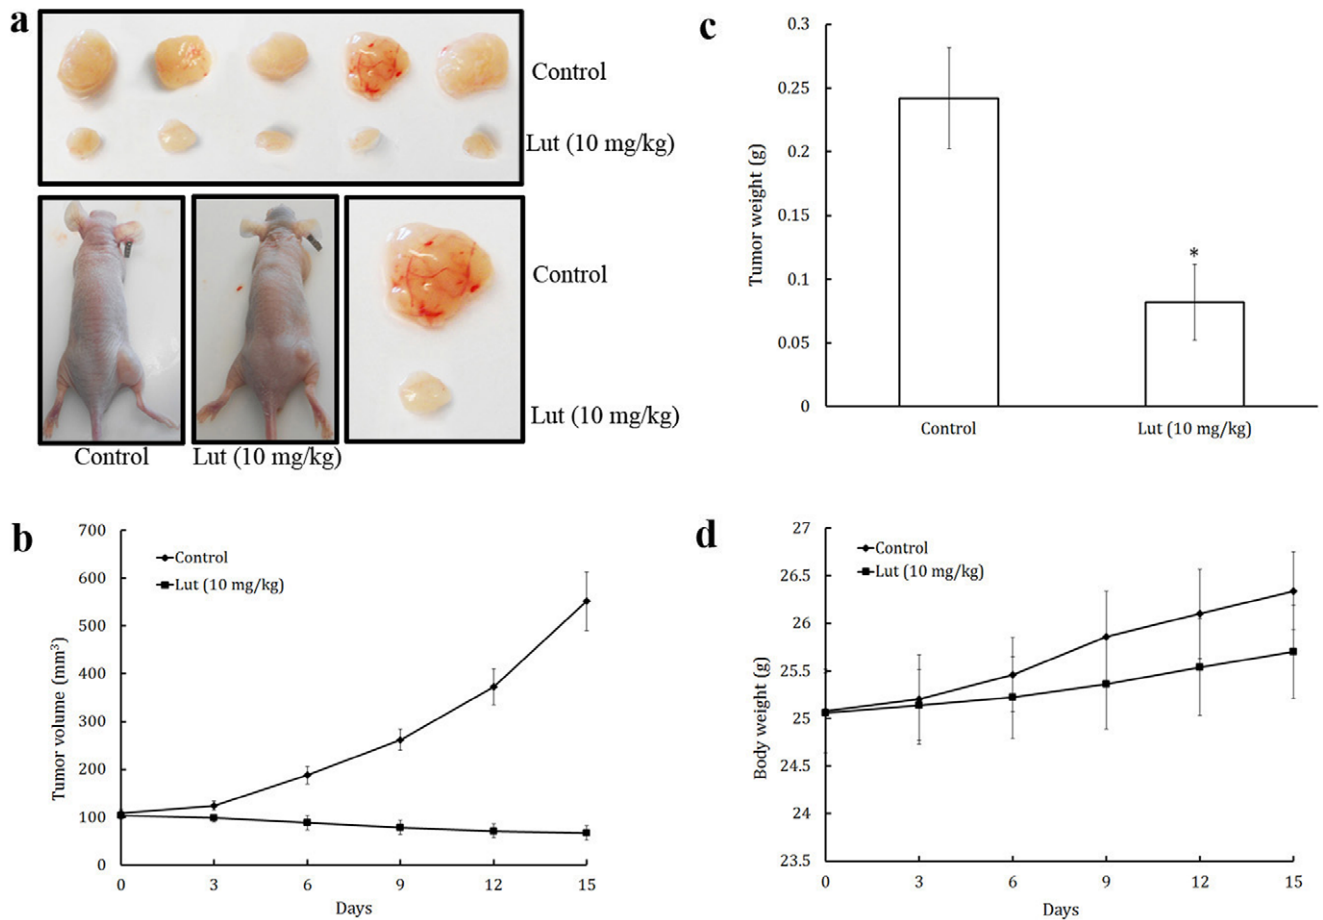 a
Control
Lut (10 mg/kg)
Control
Lut (10 mg/kg)
Control
Lut (10 mg/kg)
b
700
600
500
400
300
200
100
0
Tumor volume (mm³)
Control
Lut (10 mg/kg)
0 3 6 9 12 15
Days
c
0.3
0.25
0.2
0.15
0.1
0.05
0
Tumor weight (g)
*
Control Lut (10 mg/kg)
d
27
26.5
26
25.5
25
24.5
24
23.5
Body weight (g)
Control
Lut (10 mg/kg)
0 3 6 9 12 15
Days